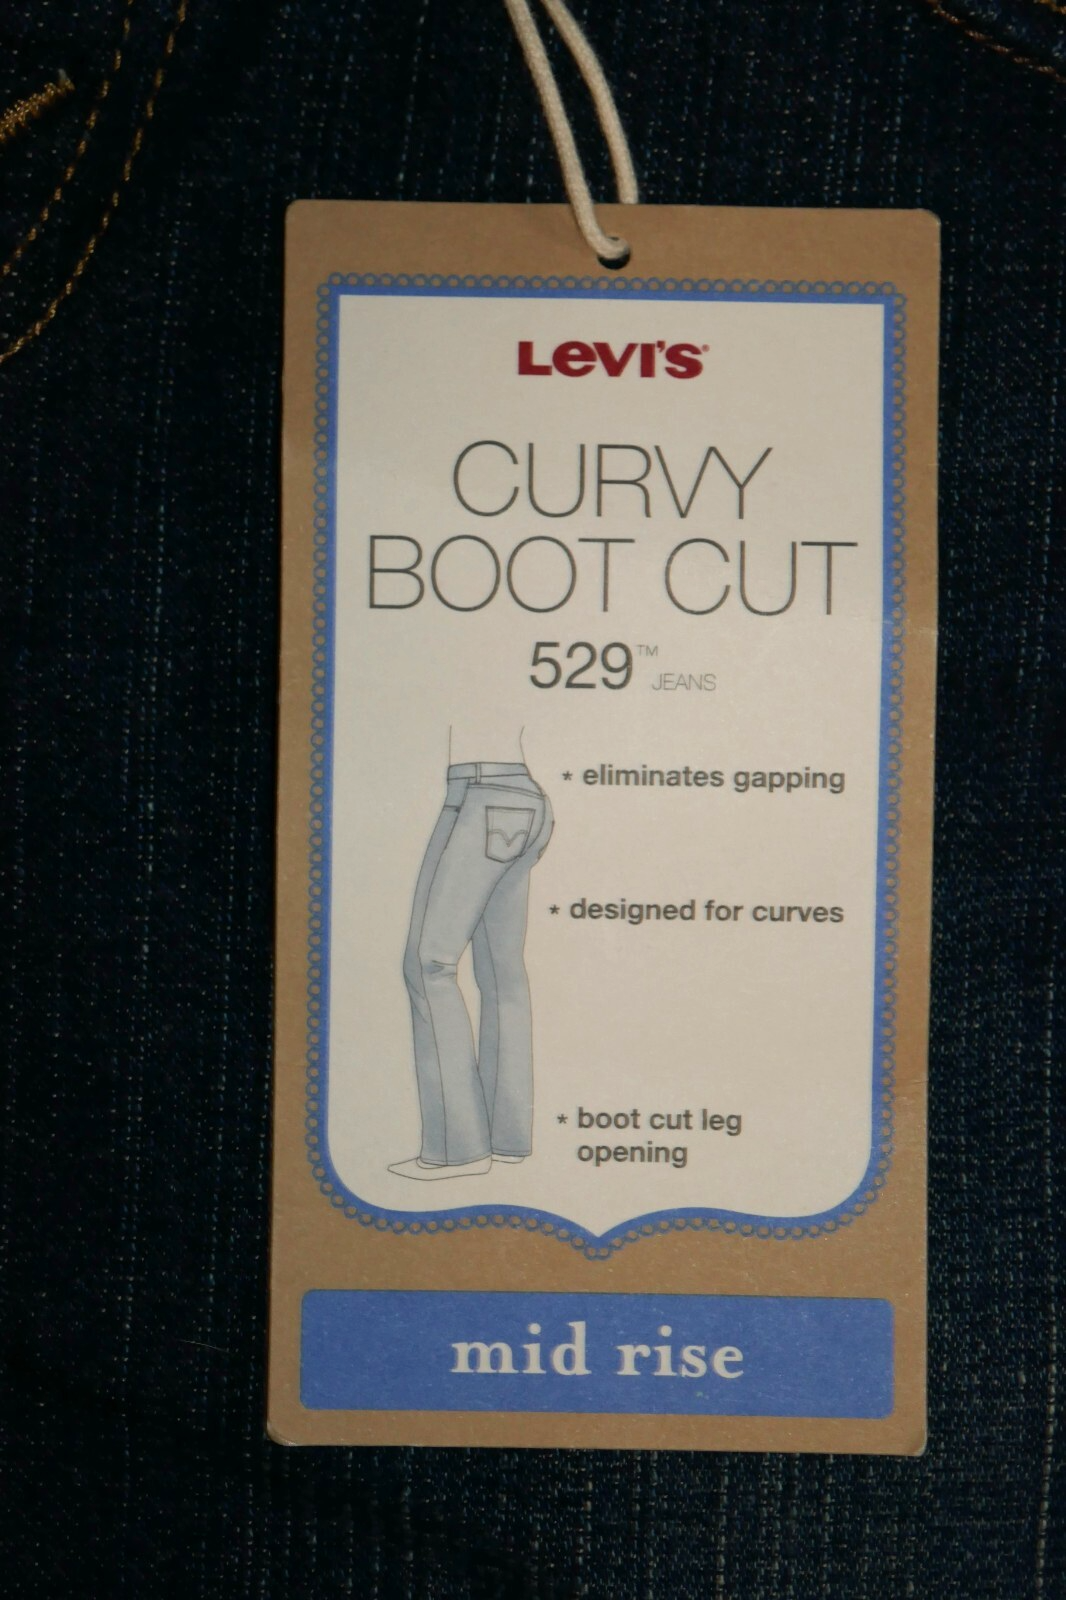 Levi's®
CURVY
BOOT CUT
529™ JEANS
* eliminates gapping
* designed for curves
* boot cut leg
opening
mid rise